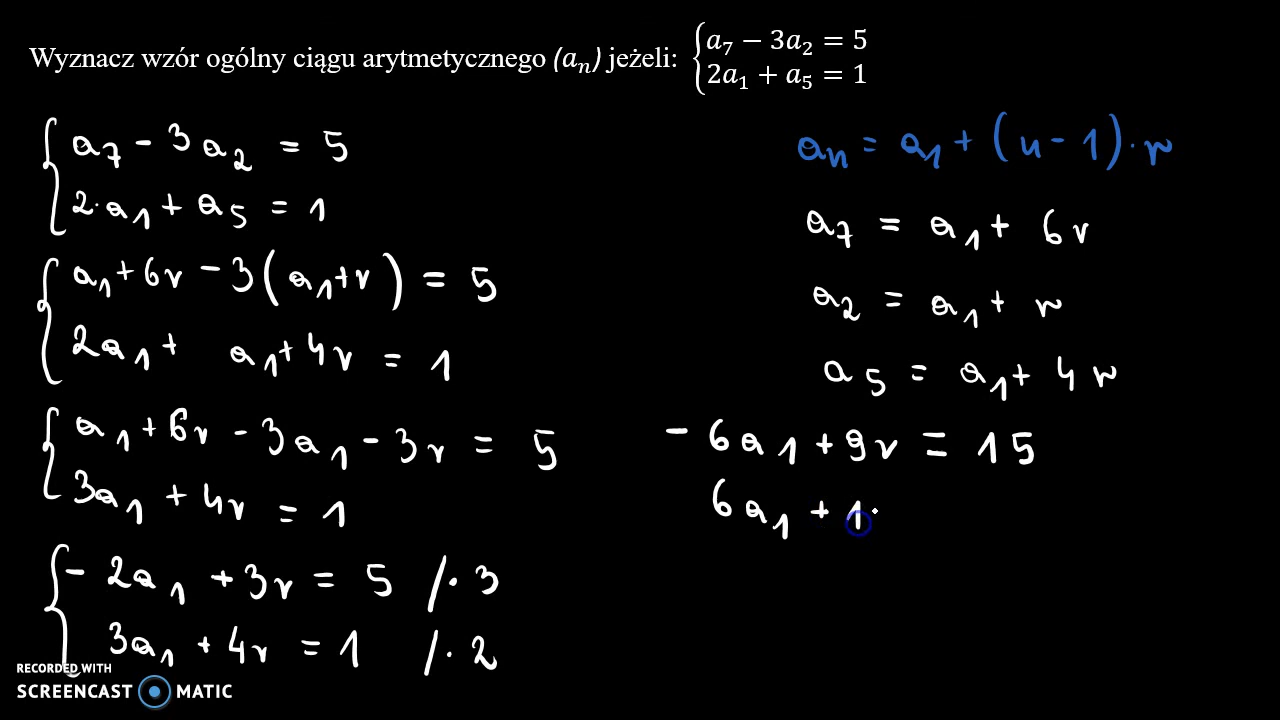 Wyznacz wzór ogólny ciągu arytmetycznego (aₙ) jeżeli: {a₇ − 3a₂ = 5
2a₁ + a₅ = 1
{a₇ - 3a₂ = 5
2·a₁ + a₅ = 1
{a₁ + 6r - 3(a₁+r) = 5
2a₁ + a₁ + 4r = 1
{a₁ + 6r - 3a₁ - 3r = 5
3a₁ + 4r = 1
{- 2a₁ + 3r = 5 /· 3
3a₁ + 4r = 1 /· 2
aₙ = a₁ + (n - 1)·r
a₇ = a₁ + 6r
a₂ = a₁ + r
a₅ = a₁ + 4r
- 6a₁ + 9r = 15
6a₁ + 1
RECORDED WITH
SCREENCAST MATIC